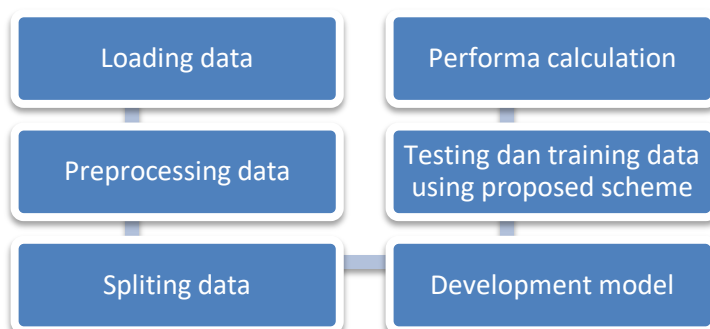 Loading data
Preprocessing data
Spliting data
Development model
Testing dan training data
using proposed scheme
Performa calculation